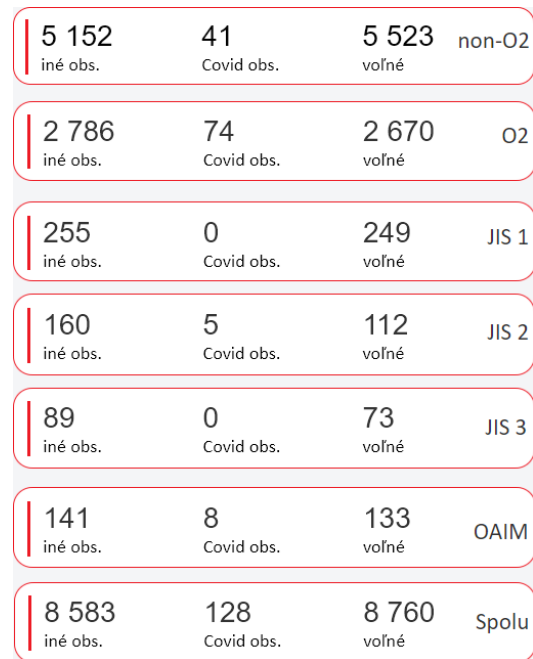 5 152 41 5 523 non-O2
iné obs. Covid obs. voľné
2 786 74 2 670 O2
iné obs. Covid obs. voľné
255 0 249 JIS 1
iné obs. Covid obs. voľné
160 5 112 JIS 2
iné obs. Covid obs. voľné
89 0 73 JIS 3
iné obs. Covid obs. voľné
141 8 133 OAIM
iné obs. Covid obs. voľné
8 583 128 8 760 Spolu
iné obs. Covid obs. voľné